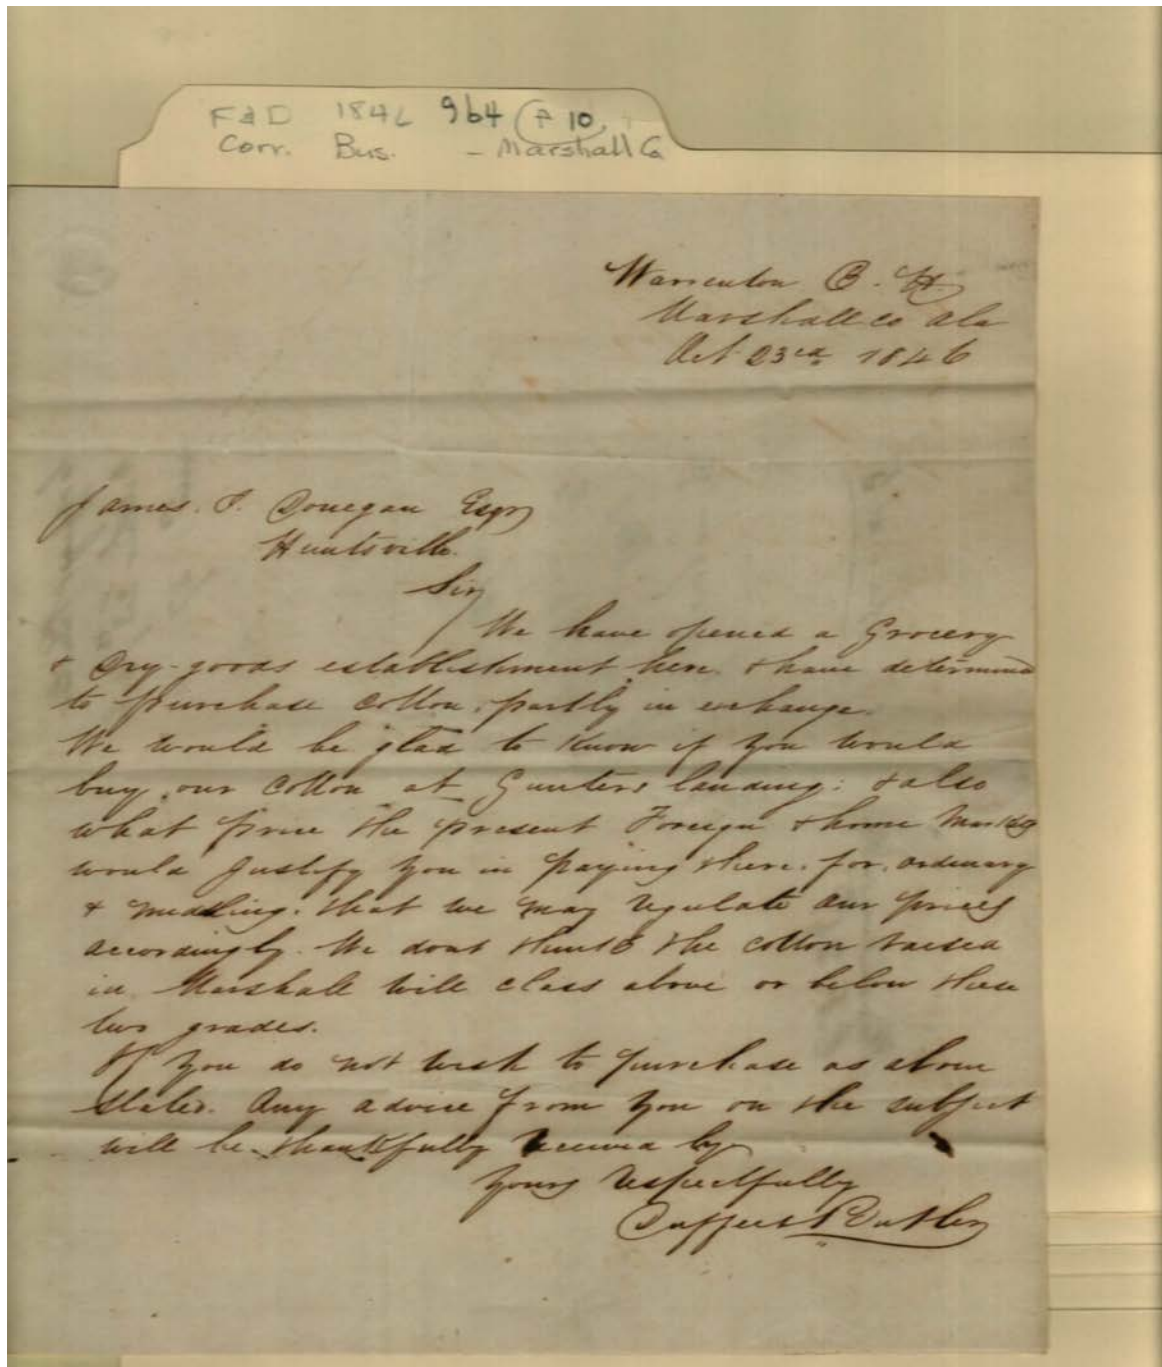 F&D 184 964 P 10
Corr. Bus. - Marshall Co
Warrenton C. H.
Marshall co Ala
Oct 23rd 1846
James. J. Donegan Esqr
Huntsville.
Sir
We have opened a Grocery
& Dry-goods establishment here. & have determined
to purchase cotton, partly in exchange.
We would be glad to know if you would
buy our cotton at Gunters landing: & also
what price the present Foreign & home Markets
would Justify you in paying there. for. ordinary
& middling. that we may regulate our prices
accordingly. We dont think the cotton raised
in Marshall will class above or below these
two grades.
If you do not wish to purchase as above
stated. Any advice from you on the subject
will be thankfully received by
Yours respectfully